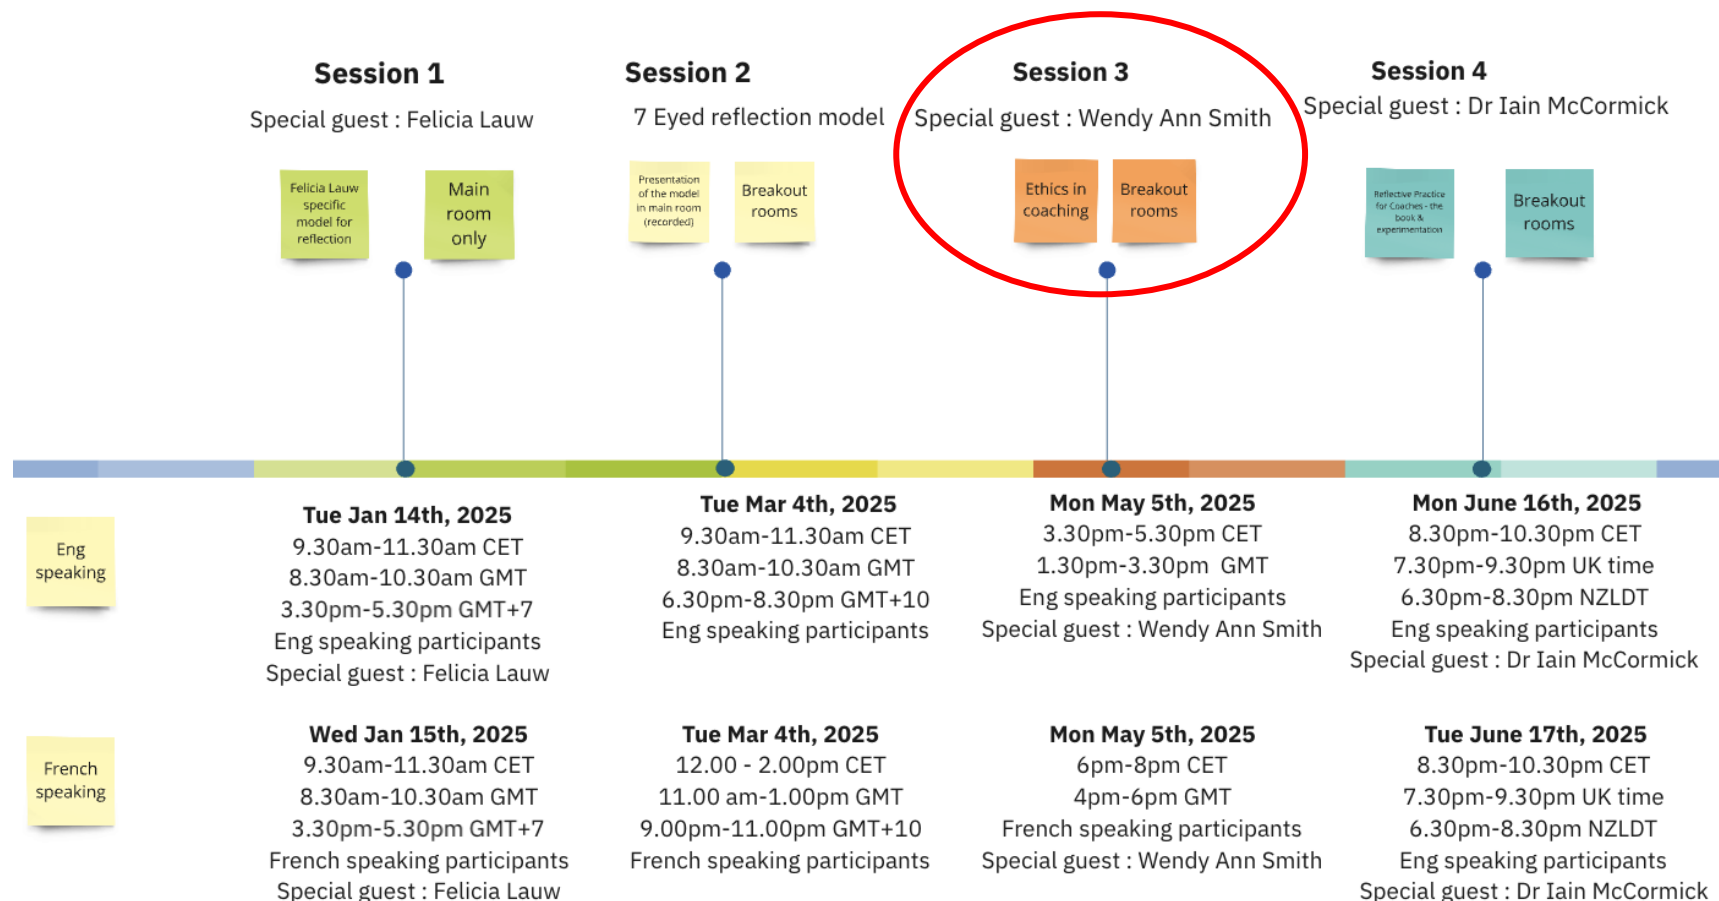 Session 1
Special guest : Felicia Lauw
Felicia Lauw
specific
model for
reflection
Main
room
only
Session 2
7 Eyed reflection model
Presentation
of the model
in main room
(recorded)
Breakout
rooms
Session 3
Special guest : Wendy Ann Smith
Ethics in
coaching
Breakout
rooms
Session 4
Special guest : Dr Iain McCormick
Reflective Practice
for Coaches - the
book &
experimentation
Breakout
rooms
Eng
speaking
Tue Jan 14th, 2025
9.30am-11.30am CET
8.30am-10.30am GMT
3.30pm-5.30pm GMT+7
Eng speaking participants
Special guest : Felicia Lauw
Tue Mar 4th, 2025
9.30am-11.30am CET
8.30am-10.30am GMT
6.30pm-8.30pm GMT+10
Eng speaking participants
Mon May 5th, 2025
3.30pm-5.30pm CET
1.30pm-3.30pm GMT
Eng speaking participants
Special guest : Wendy Ann Smith
Mon June 16th, 2025
8.30pm-10.30pm CET
7.30pm-9.30pm UK time
6.30pm-8.30pm NZLDT
Eng speaking participants
Special guest : Dr Iain McCormick
French
speaking
Wed Jan 15th, 2025
9.30am-11.30am CET
8.30am-10.30am GMT
3.30pm-5.30pm GMT+7
French speaking participants
Special guest : Felicia Lauw
Tue Mar 4th, 2025
12.00 - 2.00pm CET
11.00 am-1.00pm GMT
9.00pm-11.00pm GMT+10
French speaking participants
Mon May 5th, 2025
6pm-8pm CET
4pm-6pm GMT
French speaking participants
Special guest : Wendy Ann Smith
Tue June 17th, 2025
8.30pm-10.30pm CET
7.30pm-9.30pm UK time
6.30pm-8.30pm NZLDT
Eng speaking participants
Special guest : Dr Iain McCormick